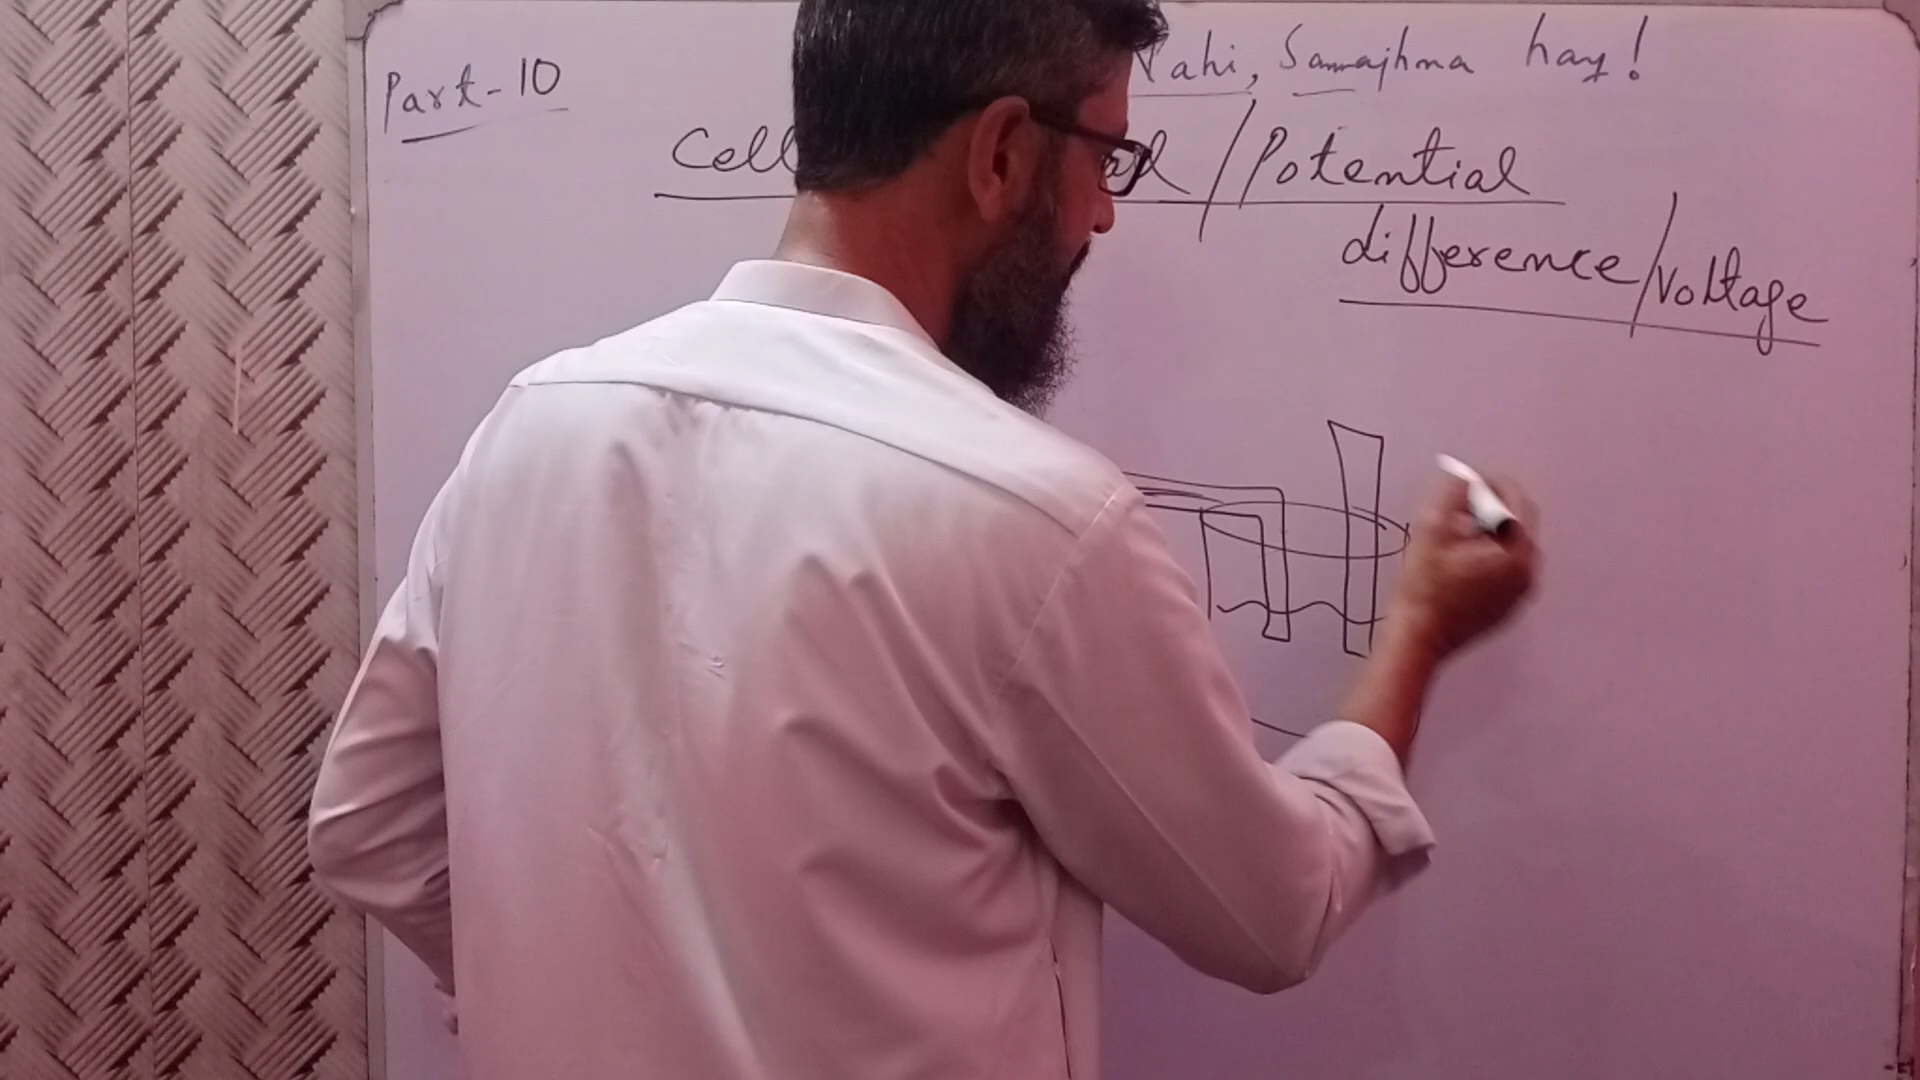 Part-10
Nahi, Samajhna hay!
Cell / Potential
difference/Voltage